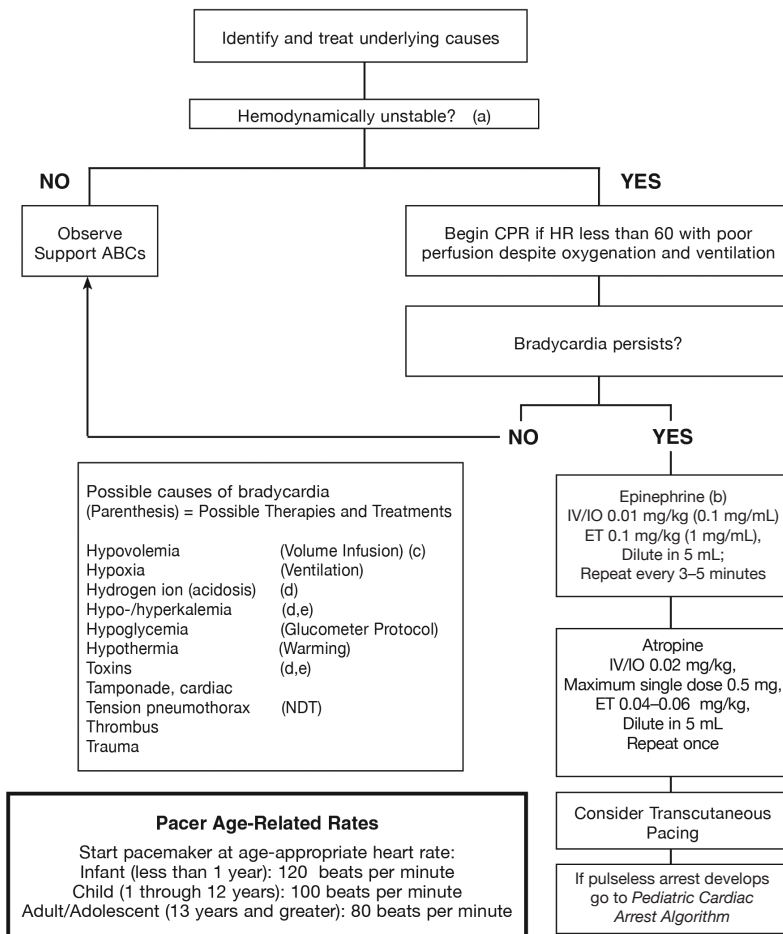 Identify and treat underlying causes
Hemodynamically unstable? (a)
NO
YES
Observe
Support ABCs
Begin CPR if HR less than 60 with poor
perfusion despite oxygenation and ventilation
Bradycardia persists?
NO
YES
Epinephrine (b)
IV/IO 0.01 mg/kg (0.1 mg/mL)
ET 0.1 mg/kg (1 mg/mL),
Dilute in 5 mL;
Repeat every 3–5 minutes
Atropine
IV/IO 0.02 mg/kg,
Maximum single dose 0.5 mg,
ET 0.04–0.06 mg/kg,
Dilute in 5 mL
Repeat once
Consider Transcutaneous
Pacing
If pulseless arrest develops
go to Pediatric Cardiac
Arrest Algorithm
Possible causes of bradycardia
(Parenthesis) = Possible Therapies and Treatments
Hypovolemia (Volume Infusion) (c)
Hypoxia (Ventilation)
Hydrogen ion (acidosis) (d)
Hypo-/hyperkalemia (d,e)
Hypoglycemia (Glucometer Protocol)
Hypothermia (Warming)
Toxins (d,e)
Tamponade, cardiac
Tension pneumothorax (NDT)
Thrombus
Trauma
Pacer Age-Related Rates
Start pacemaker at age-appropriate heart rate:
Infant (less than 1 year): 120 beats per minute
Child (1 through 12 years): 100 beats per minute
Adult/Adolescent (13 years and greater): 80 beats per minute